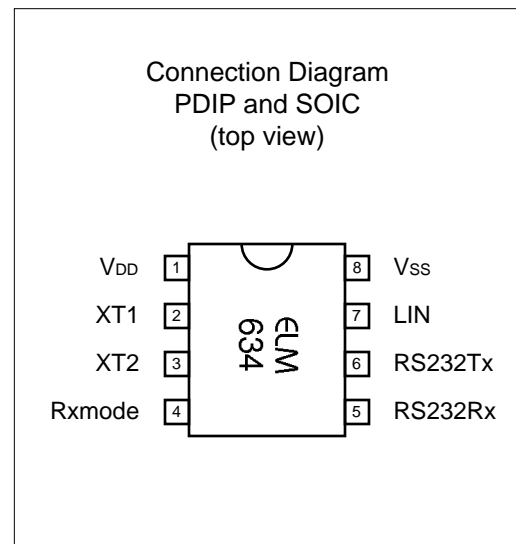 Connection Diagram
PDIP and SOIC
(top view)
VDD 1 8 VSS
XT1 2 7 LIN
XT2 3 6 RS232Tx
Rxmode 4 5 RS232Rx
ELM
634